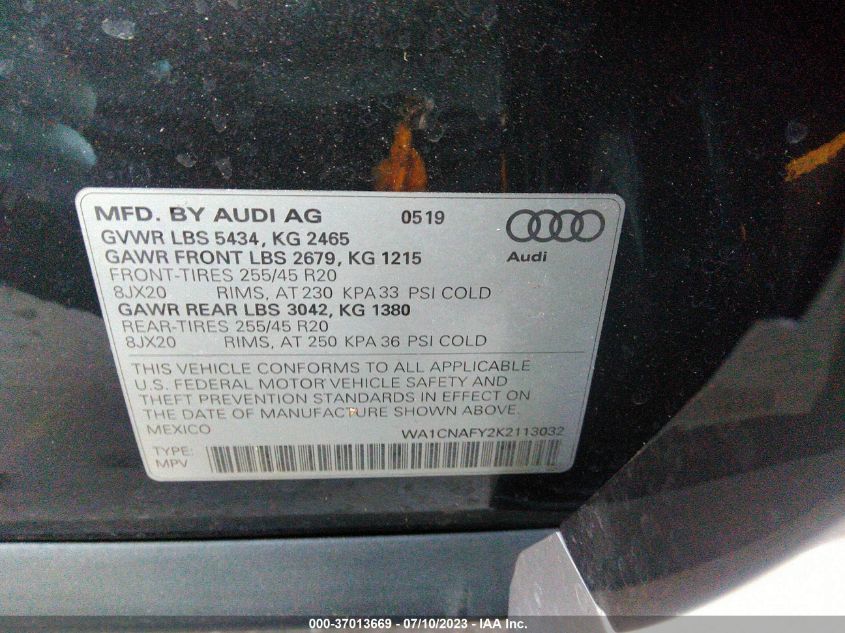 MFD. BY AUDI AG 0519
Audi
GVWR LBS 5434, KG 2465
GAWR FRONT LBS 2679, KG 1215
FRONT-TIRES 255/45 R20
8JX20 RIMS, AT 230 KPA 33 PSI COLD
GAWR REAR LBS 3042, KG 1380
REAR-TIRES 255/45 R20
8JX20 RIMS, AT 250 KPA 36 PSI COLD
THIS VEHICLE CONFORMS TO ALL APPLICABLE
U.S. FEDERAL MOTOR VEHICLE SAFETY AND
THEFT PREVENTION STANDARDS IN EFFECT ON
THE DATE OF MANUFACTURE SHOWN ABOVE.
MEXICO WA1CNAFY2K2113032
TYPE:
MPV
000-37013669 - 07/10/2023 - IAA Inc.